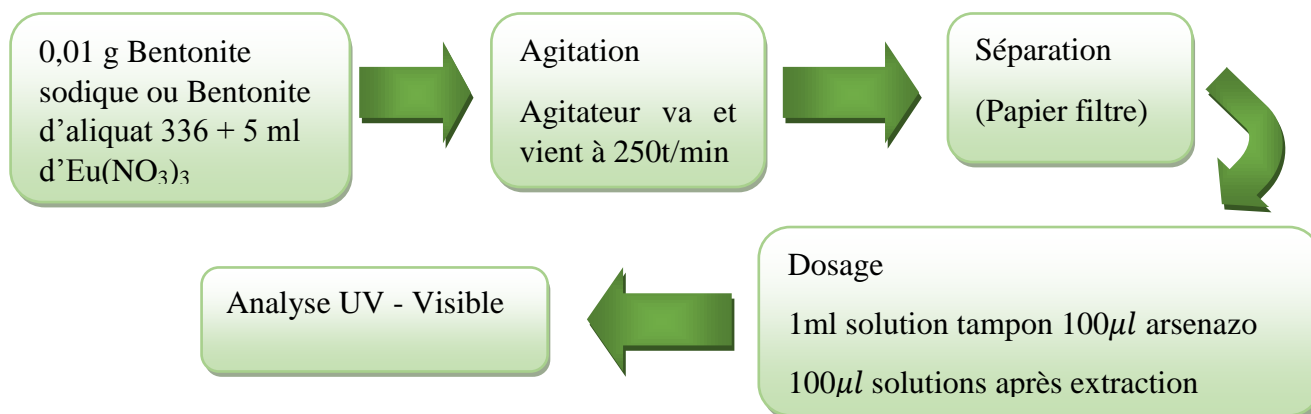 0,01 g Bentonite
sodique ou Bentonite
d’aliquat 336 + 5 ml
d’Eu(NO₃)₃
Agitation
Agitateur va et
vient à 250t/min
Séparation
(Papier filtre)
Dosage
1ml solution tampon 100𝜇𝑙 arsenazo
100𝜇𝑙 solutions après extraction
Analyse UV - Visible